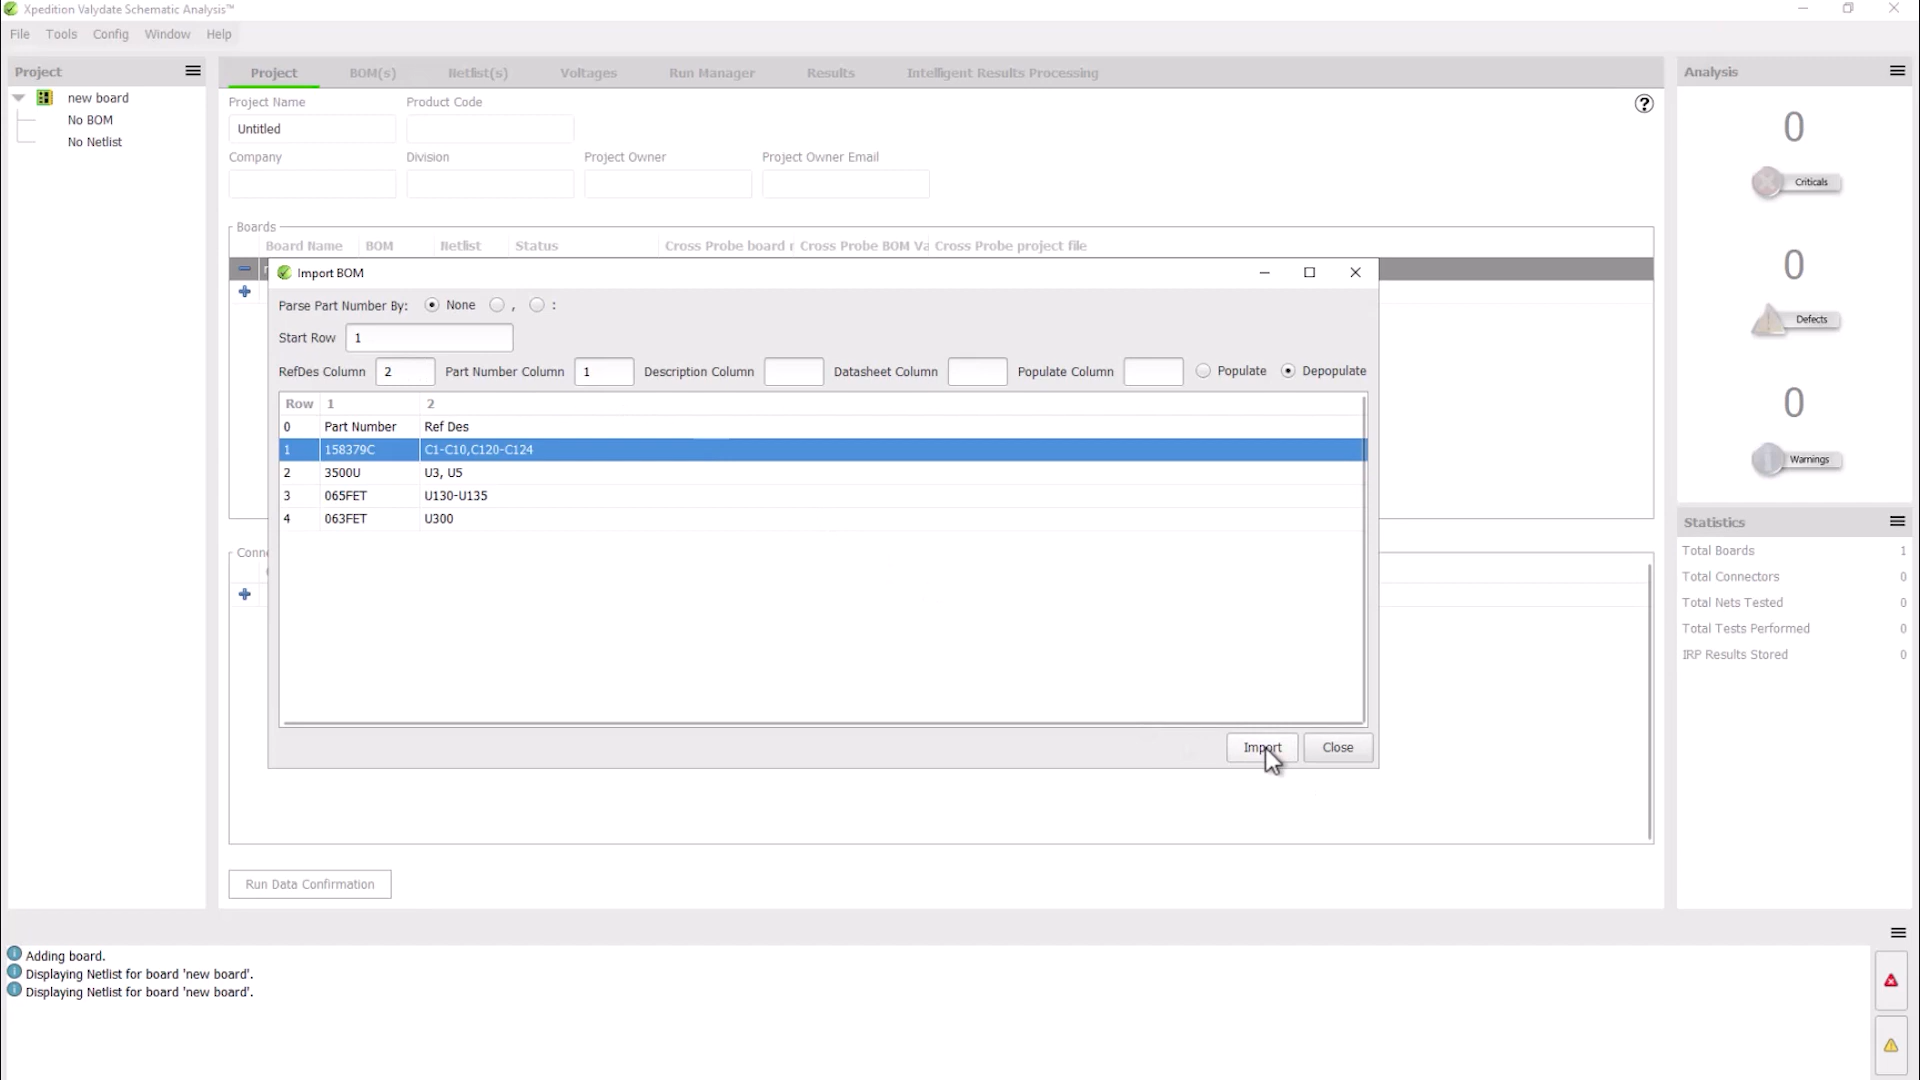 Xpedition Valydate Schematic Analysis™
File Tools Config Window Help
Project
new board
No BOM
No Netlist
Project BOM(s) Netlist(s) Voltages Run Manager Results Intelligent Results Processing
Project Name Product Code
Untitled
Company Division Project Owner Project Owner Email
Boards
Board Name BOM Netlist Status Cross Probe board r Cross Probe BOM Va Cross Probe project file
Import BOM
Parse Part Number By: None , :
Start Row 1
RefDes Column 2 Part Number Column 1 Description Column Datasheet Column Populate Column Populate Depopulate
Row 1 2
0 Part Number Ref Des
1 158379C C1-C10,C120-C124
2 3500U U3, U5
3 065FET U130-U135
4 063FET U300
Import Close
Conne
Run Data Confirmation
Analysis
0
Criticals
0
Defects
0
Warnings
Statistics
Total Boards 1
Total Connectors 0
Total Nets Tested 0
Total Tests Performed 0
IRP Results Stored 0
Adding board.
Displaying Netlist for board 'new board'.
Displaying Netlist for board 'new board'.